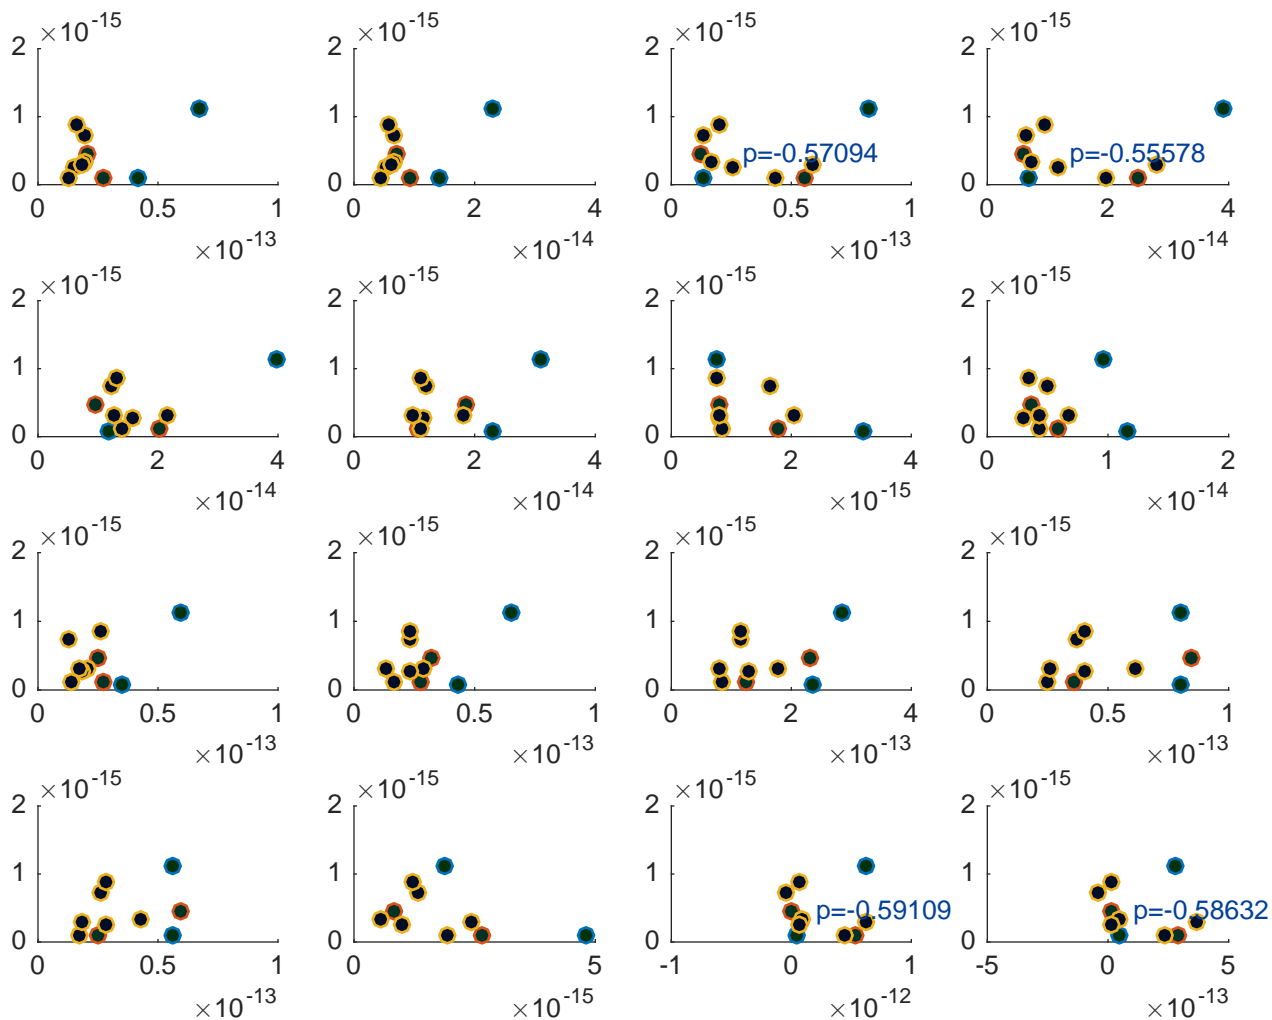 ×10-15 ×10-15 ×10-15 ×10-15
2 2 2 2
1 1 1 1
p=-0.57094 p=-0.55578
0 0 0 0
0 0.5 1 0 2 4 0 0.5 1 0 2 4
×10-13 ×10-14 ×10-13 ×10-14
×10-15 ×10-15 ×10-15 ×10-15
2 2 2 2
1 1 1 1
0 0 0 0
0 2 4 0 2 4 0 2 4 0 1 2
×10-14 ×10-14 ×10-15 ×10-14
×10-15 ×10-15 ×10-15 ×10-15
2 2 2 2
1 1 1 1
0 0 0 0
0 0.5 1 0 0.5 1 0 2 4 0 0.5 1
×10-13 ×10-13 ×10-13 ×10-13
×10-15 ×10-15 ×10-15 ×10-15
2 2 2 2
1 1 1 1
p=-0.59109 p=-0.58632
0 0 0 0
0 0.5 1 0 5 -1 0 1 -5 0 5
×10-13 ×10-15 ×10-12 ×10-13